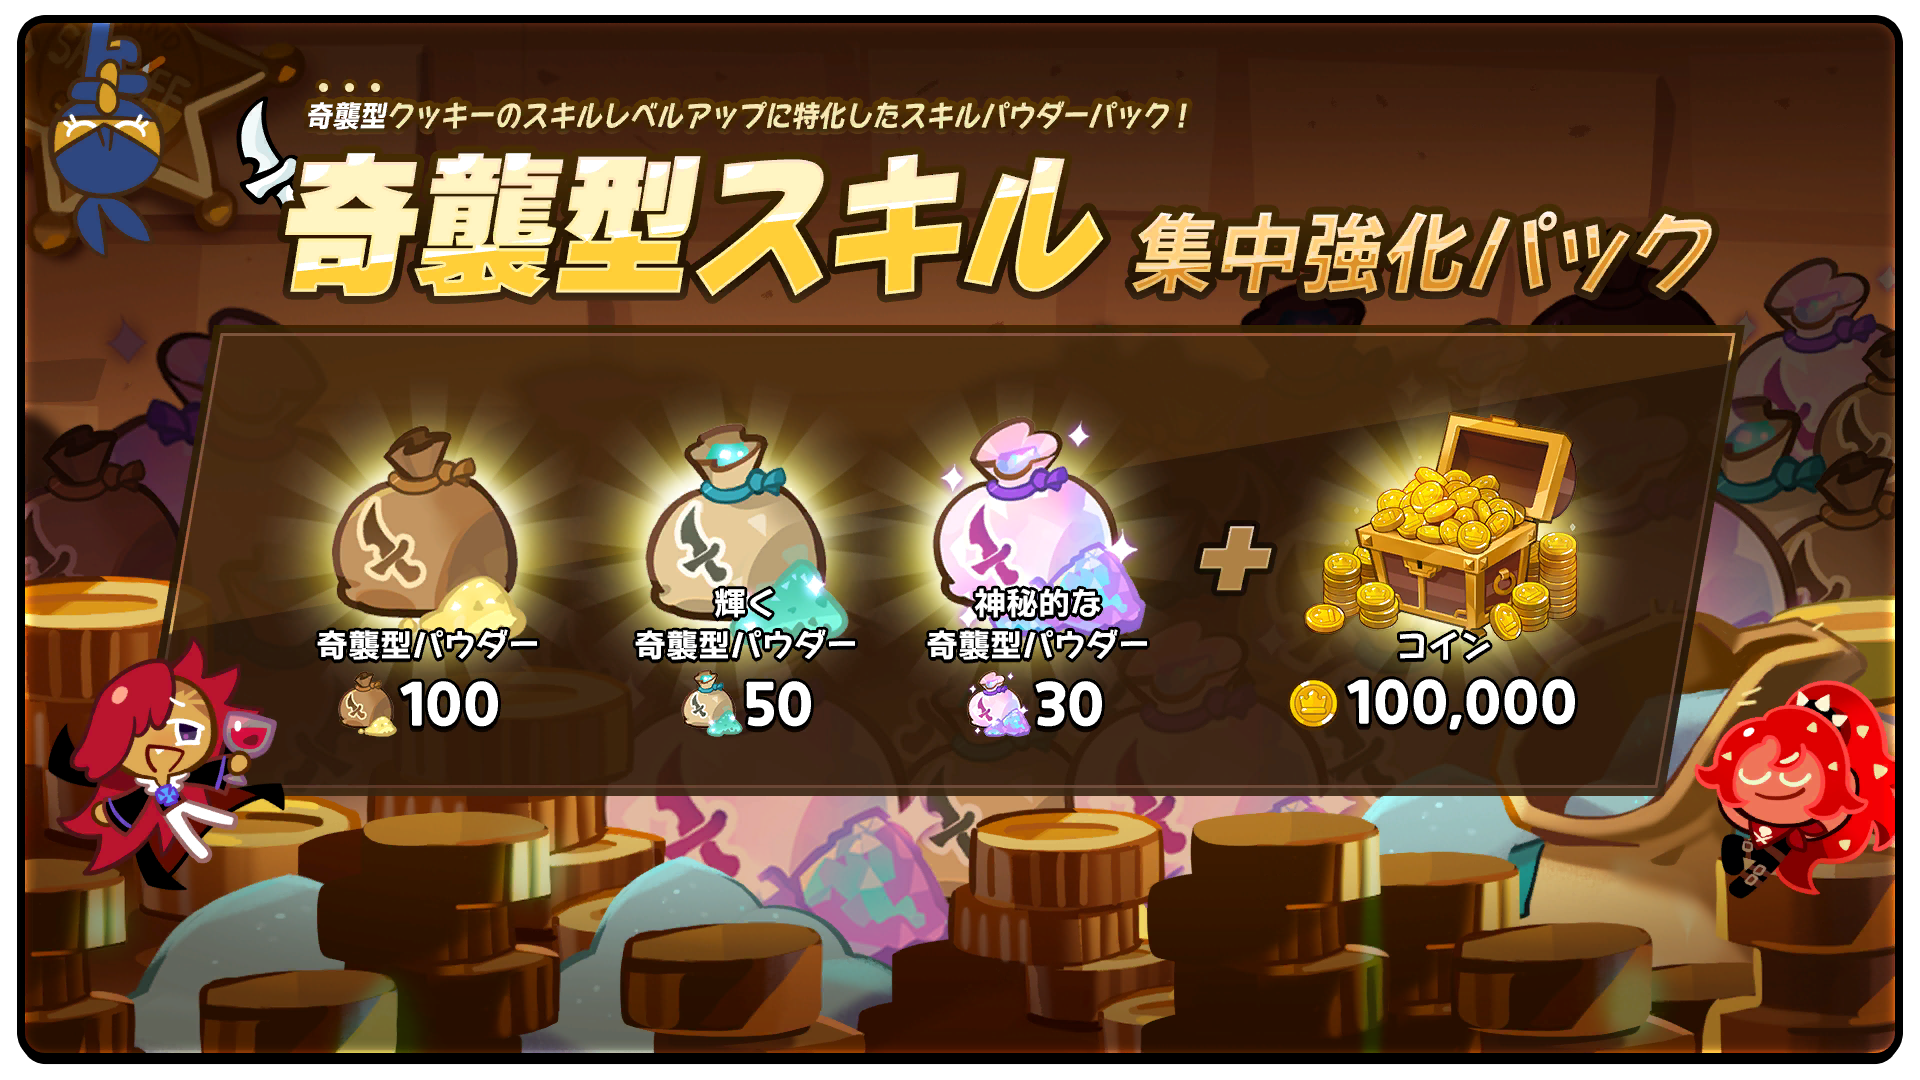 奇襲型クッキーのスキルレベルアップに特化したスキルパウダーパック!
奇襲型スキル 集中強化パック
奇襲型パウダー
100
輝く
奇襲型パウダー
50
神秘的な
奇襲型パウダー
30
コイン
100,000